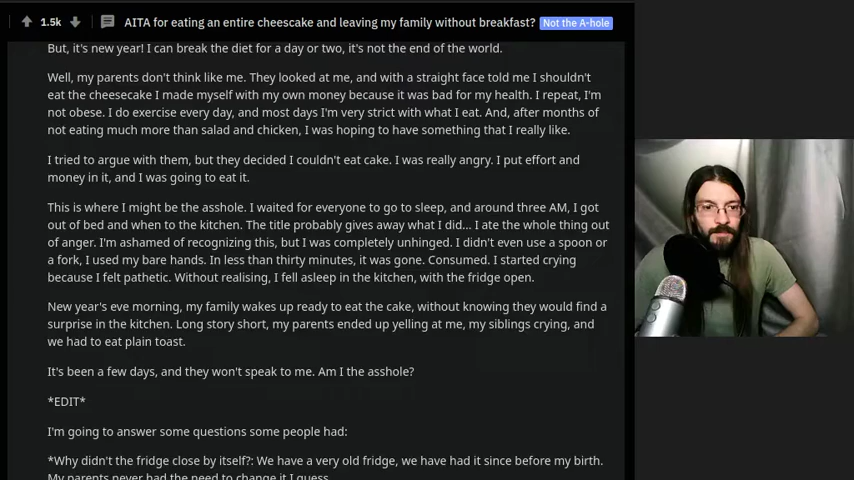 1.5k AITA for eating an entire cheescake and leaving my family without breakfast? Not the A-hole
But, it's new year! I can break the diet for a day or two, it's not the end of the world.
Well, my parents don't think like me. They looked at me, and with a straight face told me I shouldn't
eat the cheesecake I made myself with my own money because it was bad for my health. I repeat, I'm
not obese. I do exercise every day, and most days I'm very strict with what I eat. And, after months of
not eating much more than salad and chicken, I was hoping to have something that I really like.
I tried to argue with them, but they decided I couldn't eat cake. I was really angry. I put effort and
money in it, and I was going to eat it.
This is where I might be the asshole. I waited for everyone to go to sleep, and around three AM, I got
out of bed and when to the kitchen. The title probably gives away what I did... I ate the whole thing out
of anger. I'm ashamed of recognizing this, but I was completely unhinged. I didn't even use a spoon or
a fork, I used my bare hands. In less than thirty minutes, it was gone. Consumed. I started crying
because I felt pathetic. Without realising, I fell asleep in the kitchen, with the fridge open.
New year's eve morning, my family wakes up ready to eat the cake, without knowing they would find a
surprise in the kitchen. Long story short, my parents ended up yelling at me, my siblings crying, and
we had to eat plain toast.
It's been a few days, and they won't speak to me. Am I the asshole?
*EDIT*
I'm going to answer some questions some people had:
*Why didn't the fridge close by itself?: We have a very old fridge, we have had it since before my birth.
My parents never had the need to change it I guess.